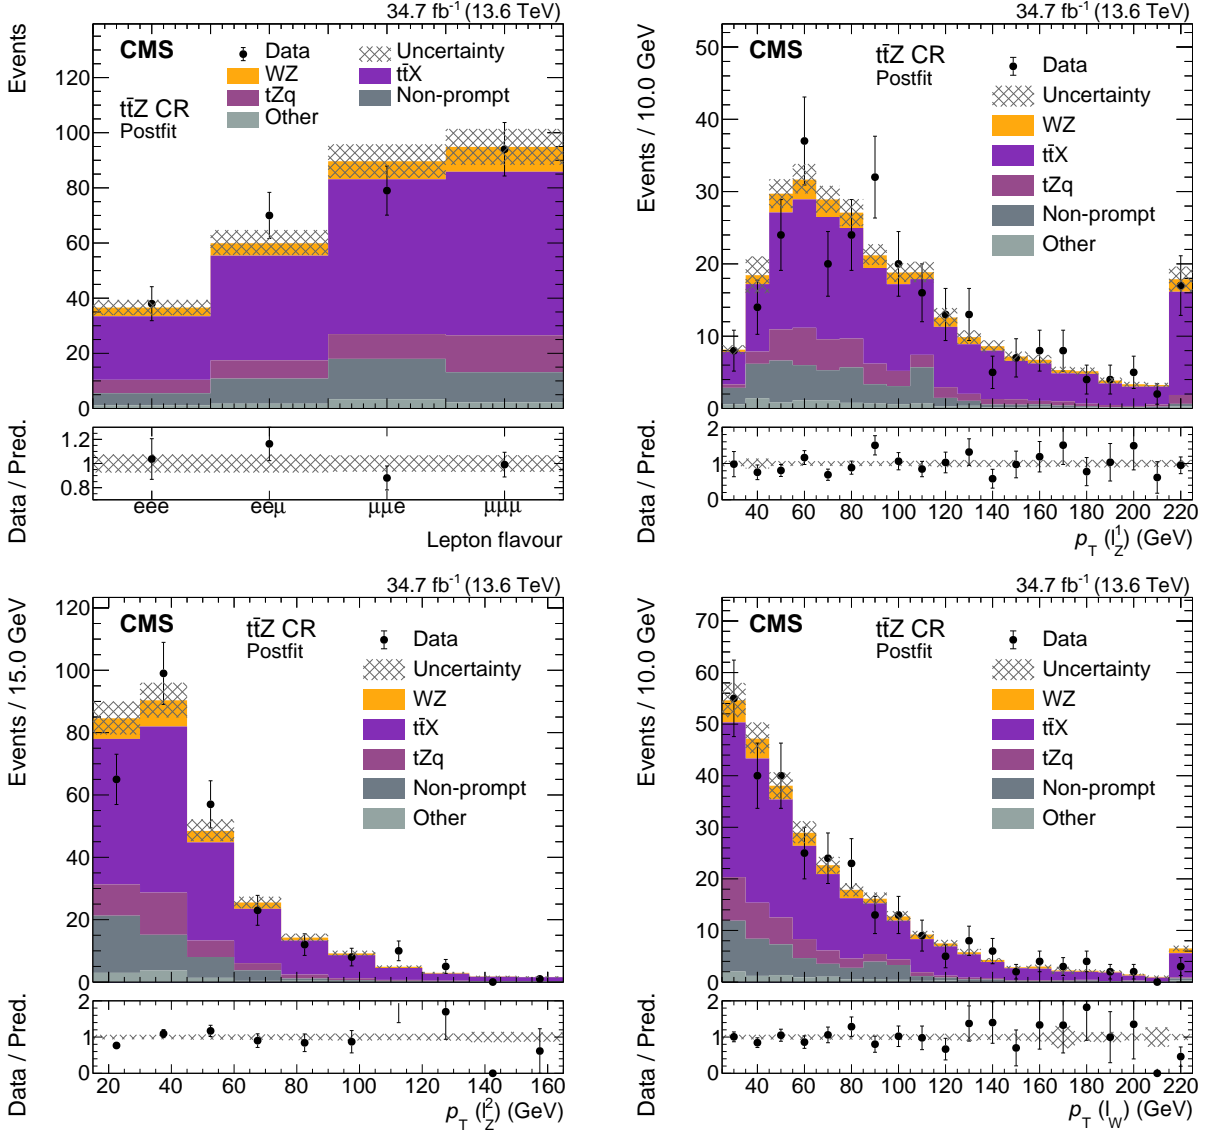 34.7 fb⁻¹ (13.6 TeV)
CMS
Data
Uncertainty
WZ
tt̄X
tZq
Non-prompt
Other
tt̄Z CR
Postfit
Events
120
100
80
60
40
20
0
Data / Pred.
1.2
1
0.8
eee
eeμ
μμe
μμμ
Lepton flavour
34.7 fb⁻¹ (13.6 TeV)
CMS
tt̄Z CR
Postfit
Data
Uncertainty
WZ
tt̄X
tZq
Non-prompt
Other
Events / 10.0 GeV
50
40
30
20
10
0
Data / Pred.
2
1
0
40 60 80 100 120 140 160 180 200 220
p_T (l_Z^1) (GeV)
34.7 fb⁻¹ (13.6 TeV)
CMS
tt̄Z CR
Postfit
Data
Uncertainty
WZ
tt̄X
tZq
Non-prompt
Other
Events / 15.0 GeV
120
100
80
60
40
20
0
Data / Pred.
2
1
0
20 40 60 80 100 120 140 160
p_T (l_Z^2) (GeV)
34.7 fb⁻¹ (13.6 TeV)
CMS
tt̄Z CR
Postfit
Data
Uncertainty
WZ
tt̄X
tZq
Non-prompt
Other
Events / 10.0 GeV
70
60
50
40
30
20
10
0
Data / Pred.
2
1
0
40 60 80 100 120 140 160 180 200 220
p_T (l_W) (GeV)